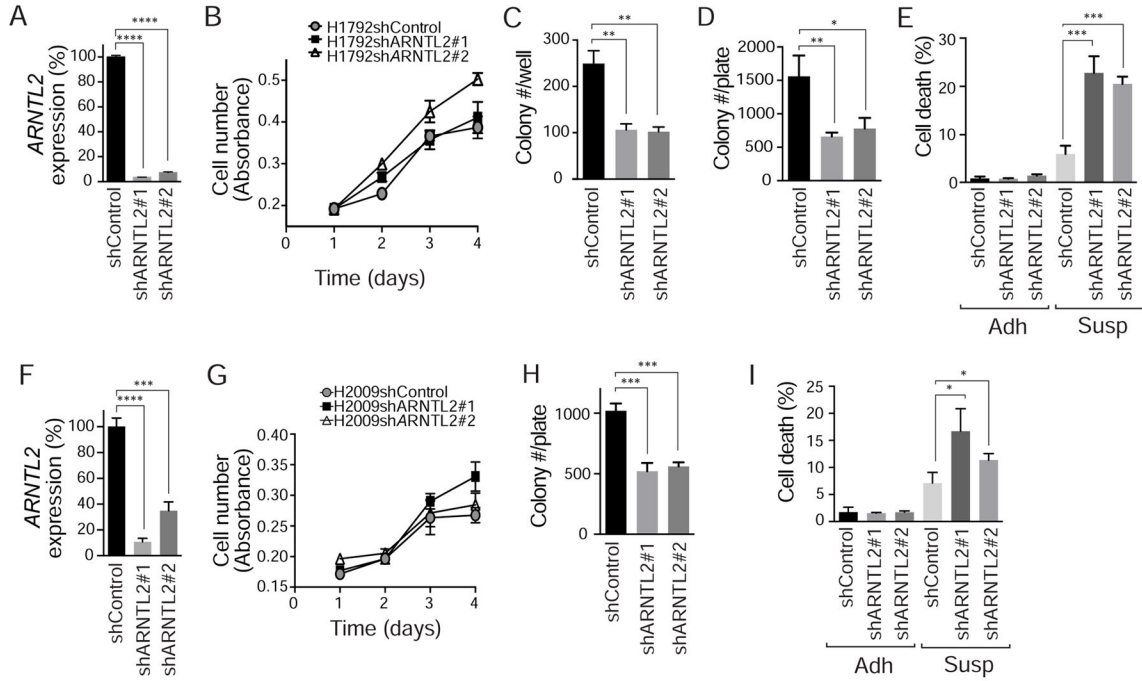 A
****
****
ARNTL2
expression (%)
100
80
60
40
20
0
shControl
shARNTL2#1
shARNTL2#2
B
H1792shControl
H1792shARNTL2#1
H1792shARNTL2#2
Cell number
(Absorbance)
0.5
0.4
0.3
0.2
0 1 2 3 4
Time (days)
C
**
**
Colony #/well
300
200
100
0
shControl
shARNTL2#1
shARNTL2#2
D
*
**
Colony #/plate
2000
1500
1000
500
0
shControl
shARNTL2#1
shARNTL2#2
E
***
***
Cell death (%)
30
20
10
0
shControl
shARNTL2#1
shARNTL2#2
shControl
shARNTL2#1
shARNTL2#2
Adh Susp
F
***
****
ARNTL2
expression (%)
100
80
60
40
20
0
shControl
shARNTL2#1
shARNTL2#2
G
H2009shControl
H2009shARNTL2#1
H2009shARNTL2#2
Cell number
(Absorbance)
0.40
0.35
0.30
0.25
0.20
0.15
0 1 2 3 4
Time (days)
H
***
***
Colony #/plate
1000
500
0
shControl
shARNTL2#1
shARNTL2#2
I
*
*
Cell death (%)
25
20
15
10
5
0
shControl
shARNTL2#1
shARNTL2#2
shControl
shARNTL2#1
shARNTL2#2
Adh Susp